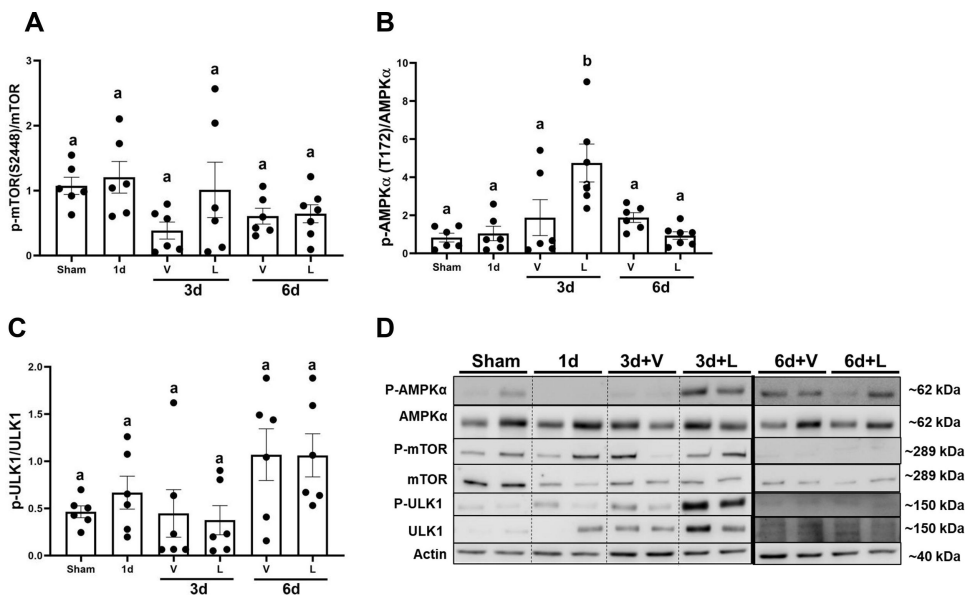 A
p-mTOR(S2448)/mTOR
3
2
1
0
a
a
a
a
a
a
Sham
1d
V
L
V
L
3d
6d
B
p-AMPKα (T172)/AMPKα
10
8
6
4
2
0
a
a
a
b
a
a
Sham
1d
V
L
V
L
3d
6d
C
p-ULK1/ULK1
2.0
1.5
1.0
0.5
0.0
a
a
a
a
a
a
Sham
1d
V
L
V
L
3d
6d
D
Sham 1d 3d+V 3d+L 6d+V 6d+L
P-AMPKα ~62 kDa
AMPKα ~62 kDa
P-mTOR ~289 kDa
mTOR ~289 kDa
P-ULK1 ~150 kDa
ULK1 ~150 kDa
Actin ~40 kDa